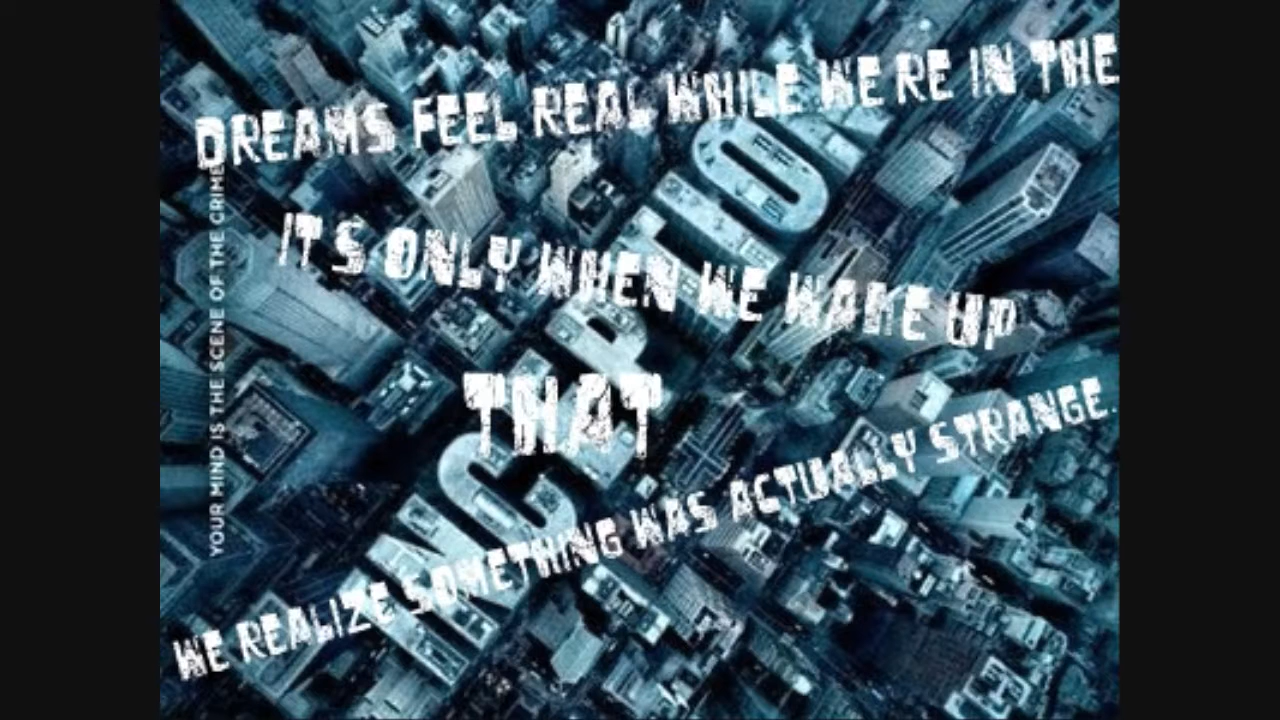 DREAMS FEEL REAL WHILE WE RE IN THE
IT S ONLY WHEN WE WAKE UP
THAT
WE REALIZE SOMETHING WAS ACTUALLY STRANGE.
YOUR MIND IS THE SCENE OF THE CRIME
INCEPTION